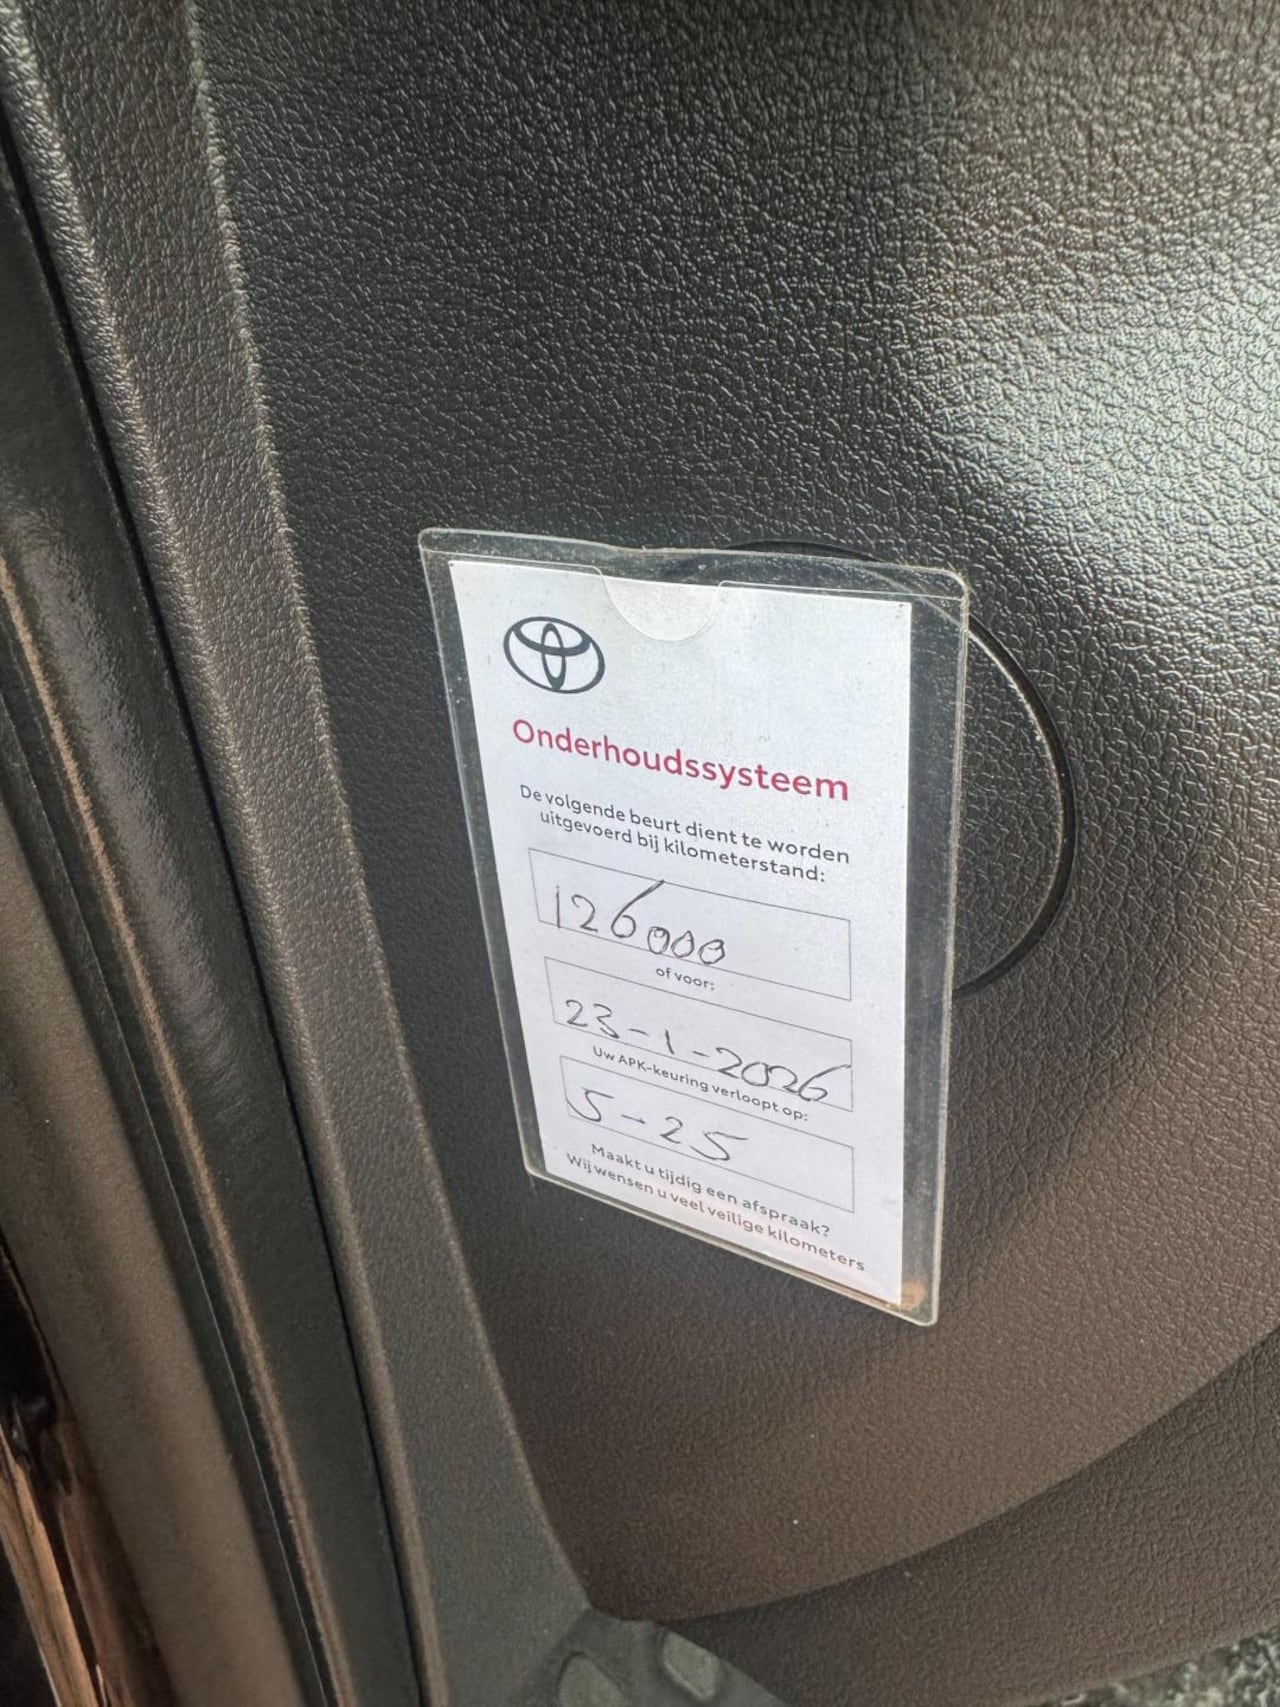 Onderhoudssysteem
De volgende beurt dient te worden
uitgevoerd bij kilometerstand:
126000
of voor:
23-1-2026
Uw APK-keuring verloopt op:
5-25
Maakt u tijdig een afspraak?
Wij wensen u veel veilige kilometers